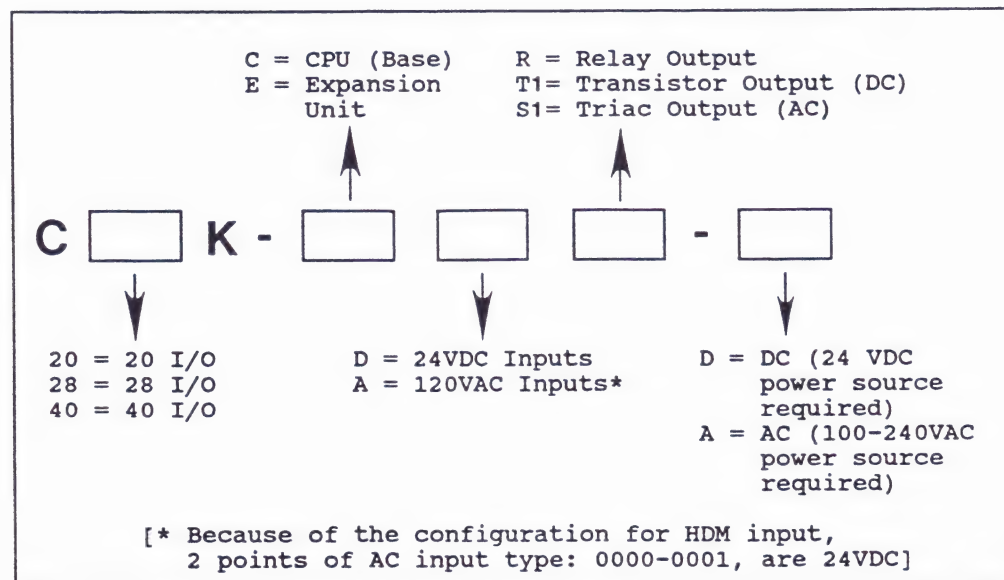 C = CPU (Base)
E = Expansion
Unit
R = Relay Output
T1= Transistor Output (DC)
S1= Triac Output (AC)
C K - -
20 = 20 I/O
28 = 28 I/O
40 = 40 I/O
D = 24VDC Inputs
A = 120VAC Inputs*
D = DC (24 VDC
power source
required)
A = AC (100-240VAC
power source
required)
[* Because of the configuration for HDM input,
2 points of AC input type: 0000-0001, are 24VDC]